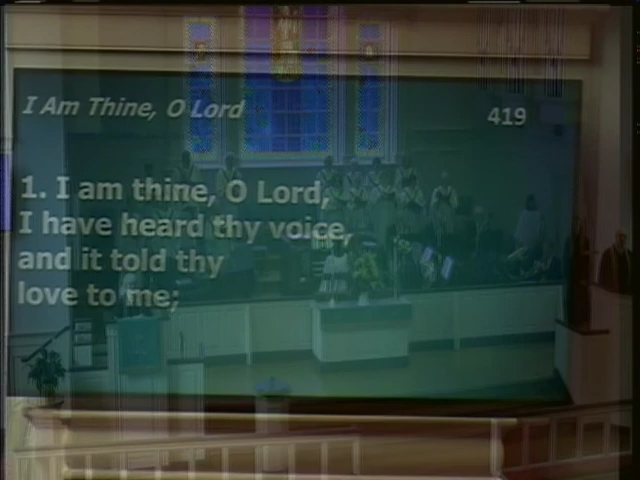 I Am Thine, O Lord
419
1. I am thine, O Lord,
I have heard thy voice,
and it told thy
love to me;